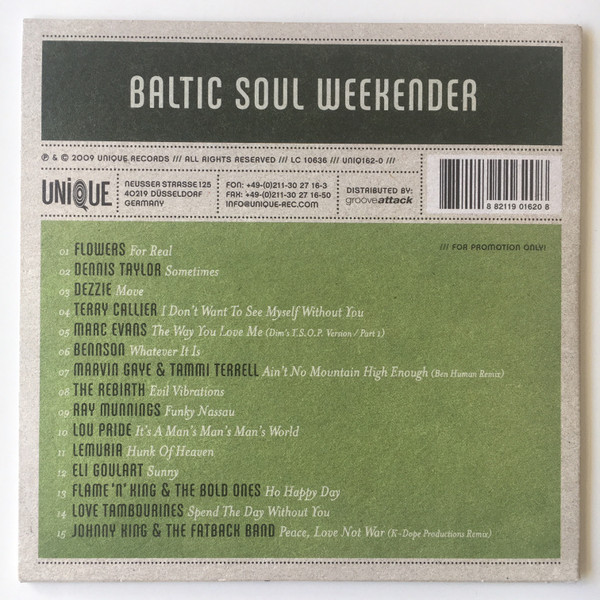 BALTIC SOUL WEEKENDER
℗ & © 2009 UNIQUE RECORDS /// ALL RIGHTS RESERVED /// LC 10636 /// UNIQ162-0 ///
UNIQUE
NEUSSER STRASSE 125
40219 DÜSSELDORF
GERMANY
FON: +49-(0)211-30 27 16-3
FAX: +49-(0)211-30 27 16-50
INFO@UNIQUE-REC.COM
DISTRIBUTED BY:
grooveattack
8 82119 01620 8
/// FOR PROMOTION ONLY!
01 FLOWERS For Real
02 DENNIS TAYLOR Sometimes
03 DEZZIE Move
04 TERRY CALLIER I Don't Want To See Myself Without You
05 MARC EVANS The Way You Love Me (Dim's T.S.O.P. Version / Part 1)
06 BENNSON Whatever It Is
07 MARVIN GAYE & TAMMI TERRELL Ain't No Mountain High Enough (Ben Human Remix)
08 THE REBIRTH Evil Vibrations
09 RAY MUNNINGS Funky Nassau
10 LOU PRIDE It's A Man's Man's Man's World
11 LEMURIA Hunk Of Heaven
12 ELI GOULART Sunny
13 FLAME 'N' KING & THE BOLD ONES Ho Happy Day
14 LOVE TAMBOURINES Spend The Day Without You
15 JOHNNY KING & THE FATBACK BAND Peace, Love Not War (K-Dope Productions Remix)